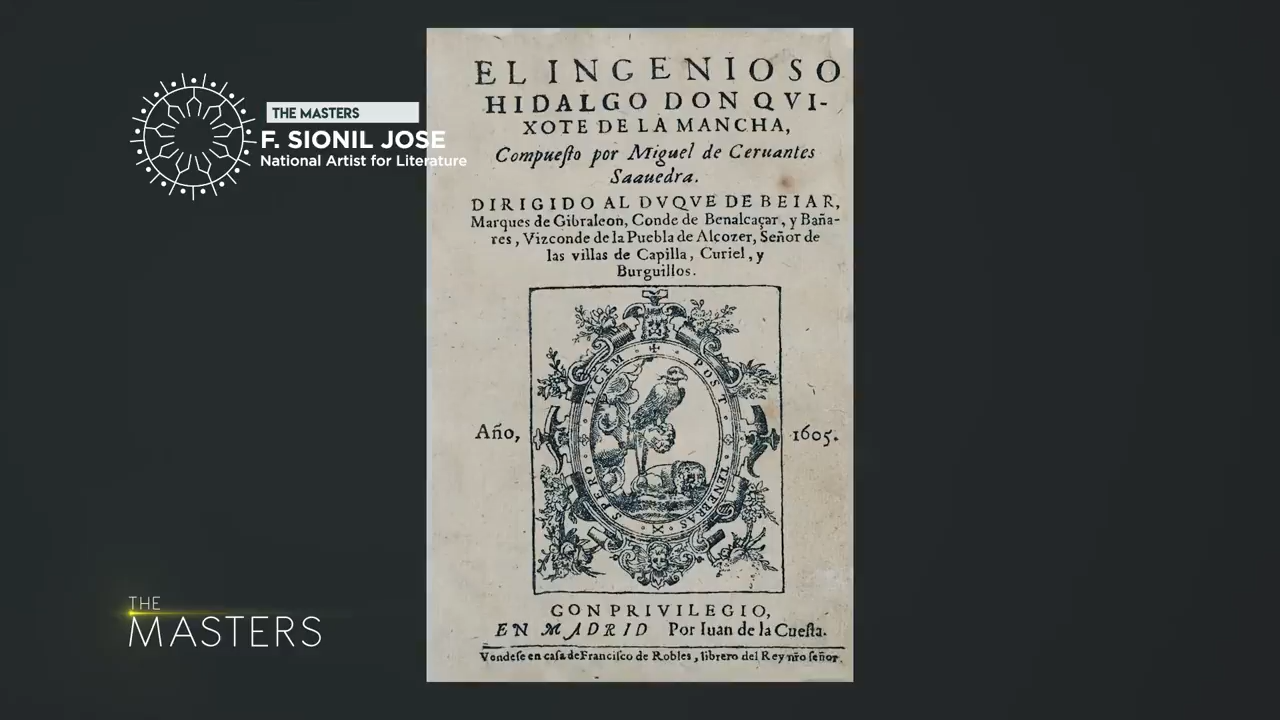 THE MASTERS
F. SIONIL JOSE
National Artist for Literature
EL INGENIOSO
HIDALGO DON QVI-
XOTE DE LA MANCHA,
Compueſto por Miguel de Ceruantes
Saauedra.
DIRIGIDO AL DVQVE DE BEIAR,
Marques de Gibraleon, Conde de Benalcaçar, y Baña-
res, Vizconde de la Puebla de Alcozer, Señor de
las villas de Capilla, Curiel, y
Burguillos.
SPERO LVCEM POST TENEBRAS
Año, 1605.
CON PRIVILEGIO,
EN MADRID Por Iuan de la Cueſta.
Vendese en caſa de Franciſco de Robles, librero del Rey nr̃o ſeñor.
THE
MASTERS